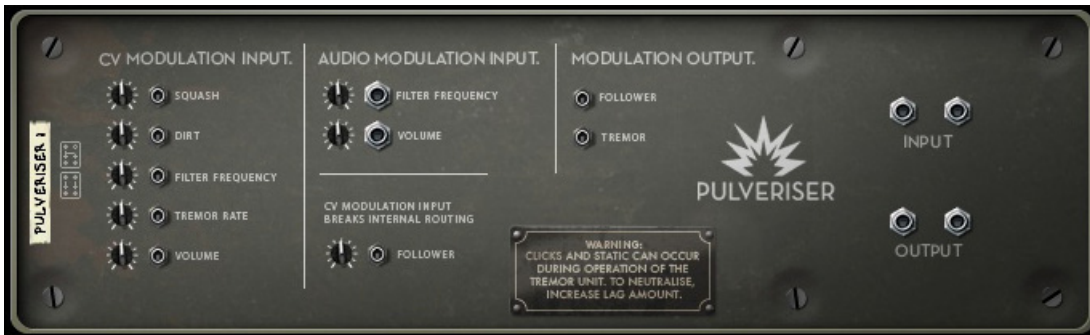 CV MODULATION INPUT.
SQUASH
DIRT
FILTER FREQUENCY
TREMOR RATE
VOLUME
AUDIO MODULATION INPUT.
FILTER FREQUENCY
VOLUME
CV MODULATION INPUT
BREAKS INTERNAL ROUTING
FOLLOWER
MODULATION OUTPUT.
FOLLOWER
TREMOR
PULVERISER
INPUT
OUTPUT
WARNING:
CLICKS AND STATIC CAN OCCUR
DURING OPERATION OF THE
TREMOR UNIT. TO NEUTRALISE,
INCREASE LAG AMOUNT.
PULVERISER 1